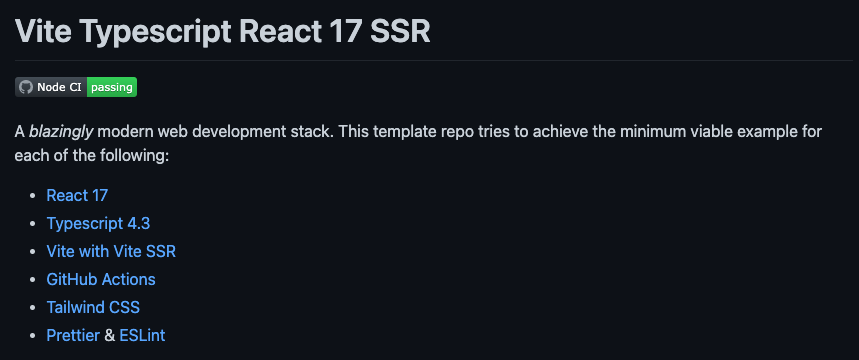 Vite Typescript React 17 SSR
Node CI passing
A blazingly modern web development stack. This template repo tries to achieve the minimum viable example for
each of the following:
• React 17
• Typescript 4.3
• Vite with Vite SSR
• GitHub Actions
• Tailwind CSS
• Prettier & ESLint